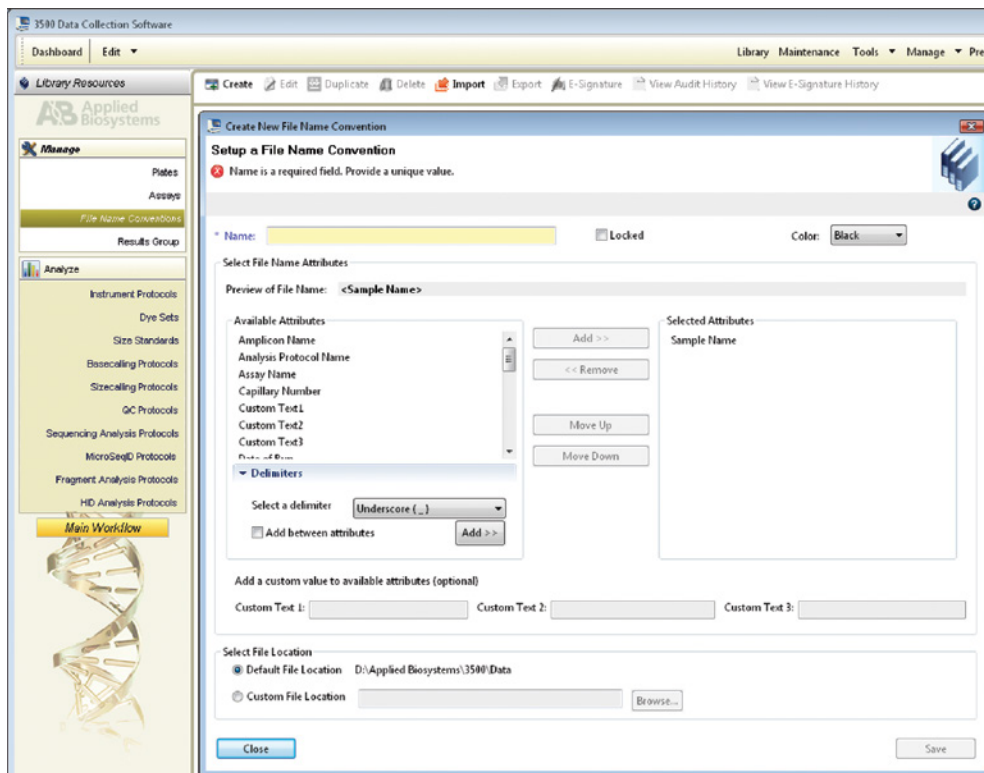 3500 Data Collection Software
Dashboard Edit
Library Maintenance Tools Manage Pre
Library Resources
AB Applied
Biosystems
Manage
Plates
Assays
File Name Conventions
Results Group
Analyze
Instrument Protocols
Dye Sets
Size Standards
Basecalling Protocols
Sizecalling Protocols
QC Protocols
Sequencing Analysis Protocols
MicroSeqID Protocols
Fragment Analysis Protocols
HID Analysis Protocols
Main Workflow
Create Edit Duplicate Delete Import Export E-Signature View Audit History View E-Signature History
Create New File Name Convention
Setup a File Name Convention
Name is a required field. Provide a unique value.
* Name: Locked Color: Black
Select File Name Attributes
Preview of File Name: <Sample Name>
Available Attributes
Amplicon Name
Analysis Protocol Name
Assay Name
Capillary Number
Custom Text1
Custom Text2
Custom Text3
Date of Run
Delimiters
Select a delimiter Underscore ( _ )
Add between attributes Add >>
Add >>
<< Remove
Move Up
Move Down
Selected Attributes
Sample Name
Add a custom value to available attributes (optional)
Custom Text 1: Custom Text 2: Custom Text 3:
Select File Location
Default File Location D:\Applied Biosystems\3500\Data
Custom File Location Browse...
Close Save